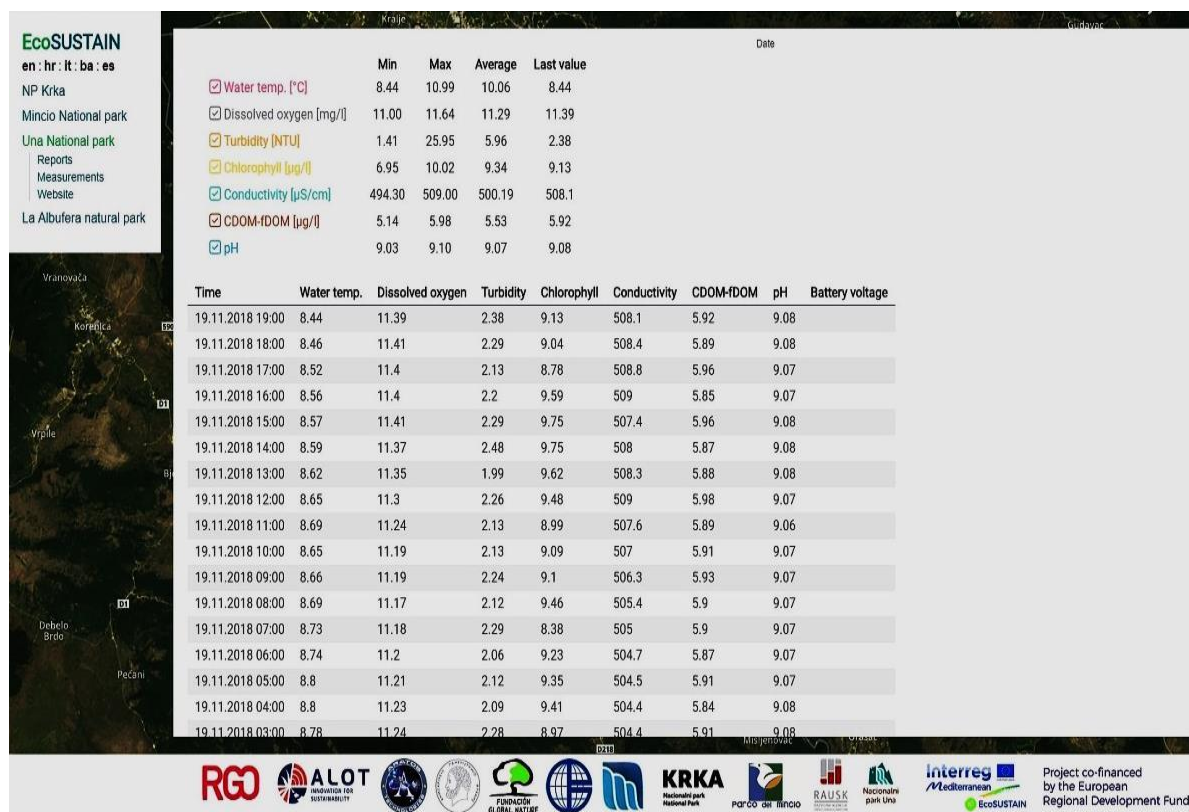 Kralje
Gudavac
EcoSUSTAIN
en : hr : it : ba : es
NP Krka
Mincio National park
Una National park
Reports
Measurements
Website
La Albufera natural park
Date
Min Max Average Last value
Water temp. [°C] 8.44 10.99 10.06 8.44
Dissolved oxygen [mg/l] 11.00 11.64 11.29 11.39
Turbidity [NTU] 1.41 25.95 5.96 2.38
Chlorophyll [µg/l] 6.95 10.02 9.34 9.13
Conductivity [µS/cm] 494.30 509.00 500.19 508.1
CDOM-fDOM [µg/l] 5.14 5.98 5.53 5.92
pH 9.03 9.10 9.07 9.08
Time Water temp. Dissolved oxygen Turbidity Chlorophyll Conductivity CDOM-fDOM pH Battery voltage
19.11.2018 19:00 8.44 11.39 2.38 9.13 508.1 5.92 9.08
19.11.2018 18:00 8.46 11.41 2.29 9.04 508.4 5.89 9.08
19.11.2018 17:00 8.52 11.4 2.13 8.78 508.8 5.96 9.07
19.11.2018 16:00 8.56 11.4 2.2 9.59 509 5.85 9.07
19.11.2018 15:00 8.57 11.41 2.29 9.75 507.4 5.96 9.08
19.11.2018 14:00 8.59 11.37 2.48 9.75 508 5.87 9.08
19.11.2018 13:00 8.62 11.35 1.99 9.62 508.3 5.88 9.08
19.11.2018 12:00 8.65 11.3 2.26 9.48 509 5.98 9.07
19.11.2018 11:00 8.69 11.24 2.13 8.99 507.6 5.89 9.06
19.11.2018 10:00 8.65 11.19 2.13 9.09 507 5.91 9.07
19.11.2018 09:00 8.66 11.19 2.24 9.1 506.3 5.93 9.07
19.11.2018 08:00 8.69 11.17 2.12 9.46 505.4 5.9 9.07
19.11.2018 07:00 8.73 11.18 2.29 8.38 505 5.9 9.07
19.11.2018 06:00 8.74 11.2 2.06 9.23 504.7 5.87 9.07
19.11.2018 05:00 8.8 11.21 2.12 9.35 504.5 5.91 9.07
19.11.2018 04:00 8.8 11.23 2.09 9.41 504.4 5.84 9.08
19.11.2018 03:00 8.78 11.24 2.28 8.97 504.4 5.91 9.08
Vranovača
Korenica
Vrpile
D1
Bj
D1
Debelo
Brdo
Pećani
D218
RGO
ALOT
INNOVATION FOR
SUSTAINABILITY
FUNDACIÓN
GLOBAL NATURE
KRKA
Nacionalni park
National Park
Parco del Mincio
RAUSK
Nacionalni
park Una
Interreg
Mediterranean
EcoSUSTAIN
Project co-financed
by the European
Regional Development Fund